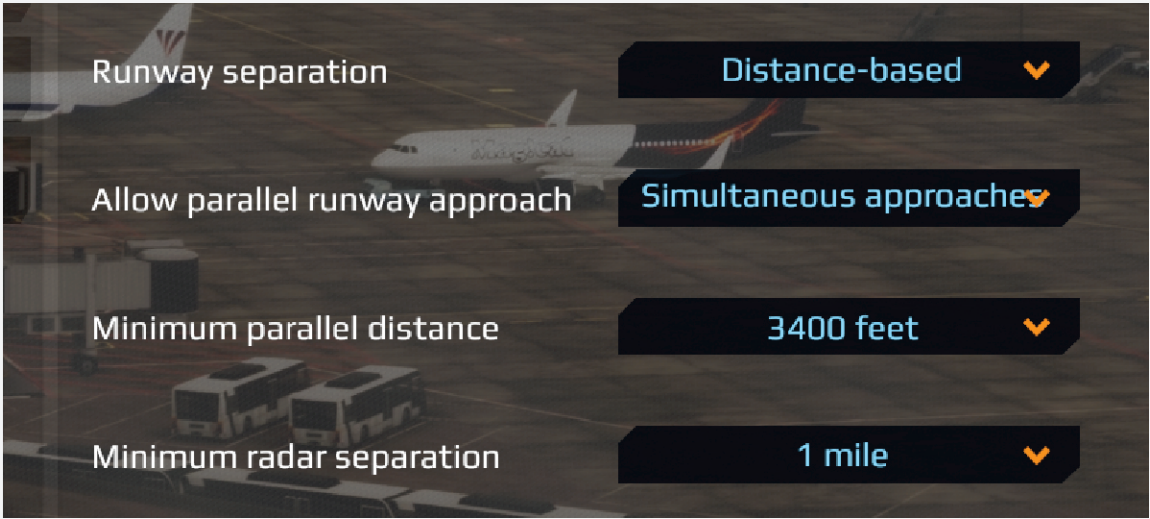 Runway separation Distance-based
Allow parallel runway approach Simultaneous approaches
Minimum parallel distance 3400 feet
Minimum radar separation 1 mile